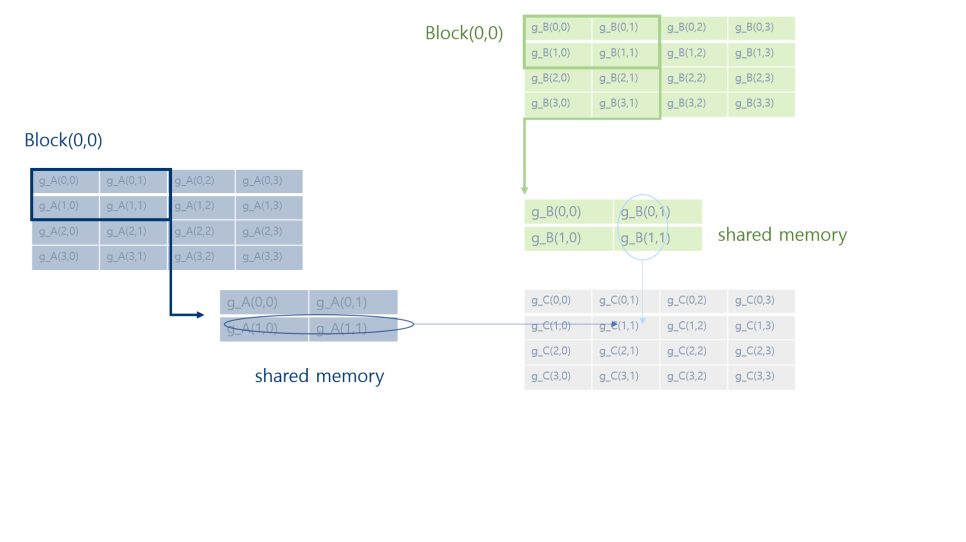 Block(0,0)
g_B(0,0) g_B(0,1) g_B(0,2) g_B(0,3)
g_B(1,0) g_B(1,1) g_B(1,2) g_B(1,3)
g_B(2,0) g_B(2,1) g_B(2,2) g_B(2,3)
g_B(3,0) g_B(3,1) g_B(3,2) g_B(3,3)
Block(0,0)
g_A(0,0) g_A(0,1) g_A(0,2) g_A(0,3)
g_A(1,0) g_A(1,1) g_A(1,2) g_A(1,3)
g_A(2,0) g_A(2,1) g_A(2,2) g_A(2,3)
g_A(3,0) g_A(3,1) g_A(3,2) g_A(3,3)
g_B(0,0) g_B(0,1)
g_B(1,0) g_B(1,1)
shared memory
g_A(0,0) g_A(0,1)
g_A(1,0) g_A(1,1)
shared memory
g_C(0,0) g_C(0,1) g_C(0,2) g_C(0,3)
g_C(1,0) g_C(1,1) g_C(1,2) g_C(1,3)
g_C(2,0) g_C(2,1) g_C(2,2) g_C(2,3)
g_C(3,0) g_C(3,1) g_C(3,2) g_C(3,3)